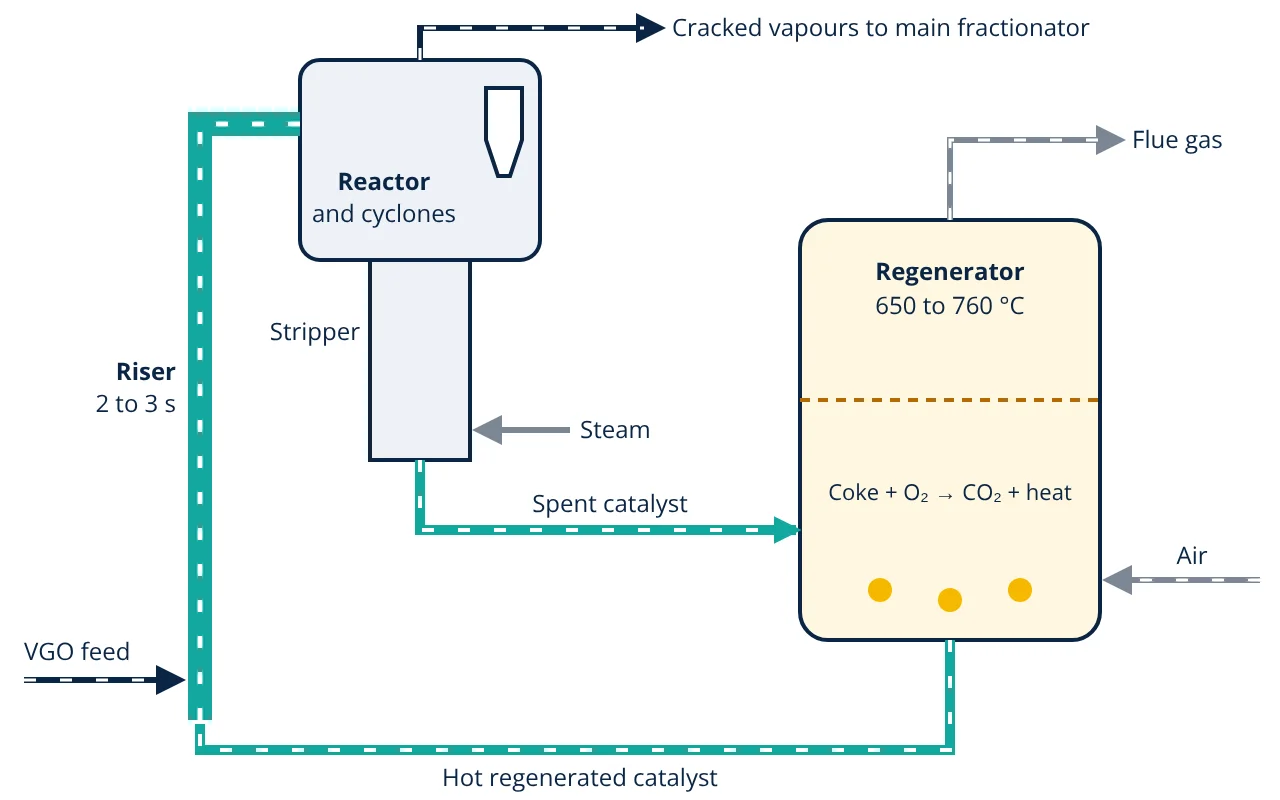 Cracked vapours to main fractionator
Flue gas
Reactor
and cyclones
Regenerator
650 to 760 °C
Stripper
Riser
2 to 3 s
Steam
Coke + O₂ → CO₂ + heat
Spent catalyst
Air
VGO feed
Hot regenerated catalyst